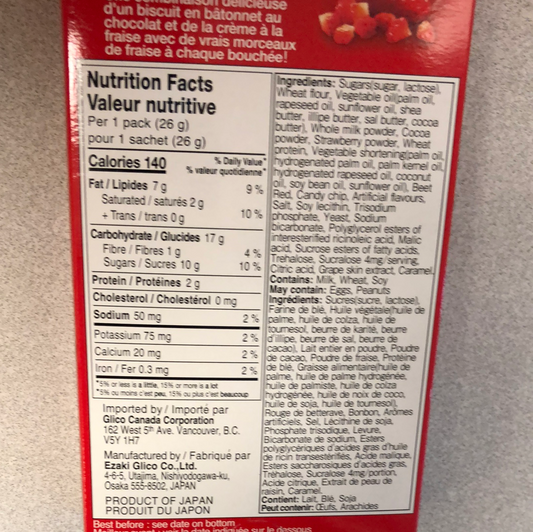 combinaison délicieuse
d'un biscuit en bâtonnet au
chocolat et de la crème à la
fraise avec de vrais morceaux
de fraise à chaque bouchée!
Nutrition Facts
Valeur nutritive
Per 1 pack (26 g)
pour 1 sachet (26 g)
Calories 140
% Daily Value*
% valeur quotidienne*
Fat / Lipides 7 g 9 %
Saturated / saturés 2 g
+ Trans / trans 0 g 10 %
Carbohydrate / Glucides 17 g
Fibre / Fibres 1 g 4 %
Sugars / Sucres 10 g 10 %
Protein / Protéines 2 g
Cholesterol / Cholestérol 0 mg
Sodium 50 mg 2 %
Potassium 75 mg 2 %
Calcium 20 mg 2 %
Iron / Fer 0.3 mg 2 %
*5% or less is a little, 15% or more is a lot
*5% ou moins c'est peu, 15% ou plus c'est beaucoup
Imported by / Importé par
Glico Canada Corporation
162 West 5th Ave. Vancouver, B.C.
V5Y 1H7
Manufactured by / Fabriqué par
Ezaki Glico Co.,Ltd.
4-6-5, Utajima, Nishiyodogawa-ku,
Osaka 555-8502, JAPAN
PRODUCT OF JAPAN
PRODUIT DU JAPON
Ingredients: Sugars(sugar, lactose),
Wheat flour, Vegetable oil(palm oil,
rapeseed oil, sunflower oil, shea
butter, illipe butter, sal butter, cocoa
butter), Whole milk powder, Cocoa
powder, Strawberry powder, Wheat
protein, Vegetable shortening(palm oil,
hydrogenated palm oil, palm kernel oil,
hydrogenated rapeseed oil, coconut
oil, soy bean oil, sunflower oil), Beet
Red, Candy chip, Artificial flavours,
Salt, Soy lecithin, Trisodium
phosphate, Yeast, Sodium
bicarbonate, Polyglycerol esters of
interesterified ricinoleic acid, Malic
acid, Sucrose esters of fatty acids,
Trehalose, Sucralose 4mg/serving,
Citric acid, Grape skin extract, Caramel.
Contains: Milk, Wheat, Soy
May contain: Eggs, Peanuts
Ingrédients: Sucres(sucre, lactose),
Farine de blé, Huile végétale(huile de
palme, huile de colza, huile de
tournesol, beurre de karité, beurre
d'illipe, beurre de sal, beurre de
cacao), Lait entier en poudre, Poudre
de cacao, Poudre de fraise, Protéine
de blé, Graisse alimentaire(huile de
palme, huile de palme hydrogénée,
huile de palmiste, huile de colza
hydrogénée, huile de noix de coco,
huile de soja, huile de tournesol),
Rouge de betterave, Bonbon, Arômes
artificiels, Sel, Lécithine de soja,
Phosphate trisodique, Levure,
Bicarbonate de sodium, Esters
polyglycériques d'acides gras d'huile
de ricin transestérifiés, Acide malique,
Esters saccharosiques d'acides gras,
Tréhalose, Sucralose 4mg/portion,
Acide citrique, Extrait de peau de
raisin, Caramel.
Contient: Lait, Blé, Soja
Peut contenir: Œufs, Arachides
Best before : see date on bottom
voir la date indiquée sur le dessous